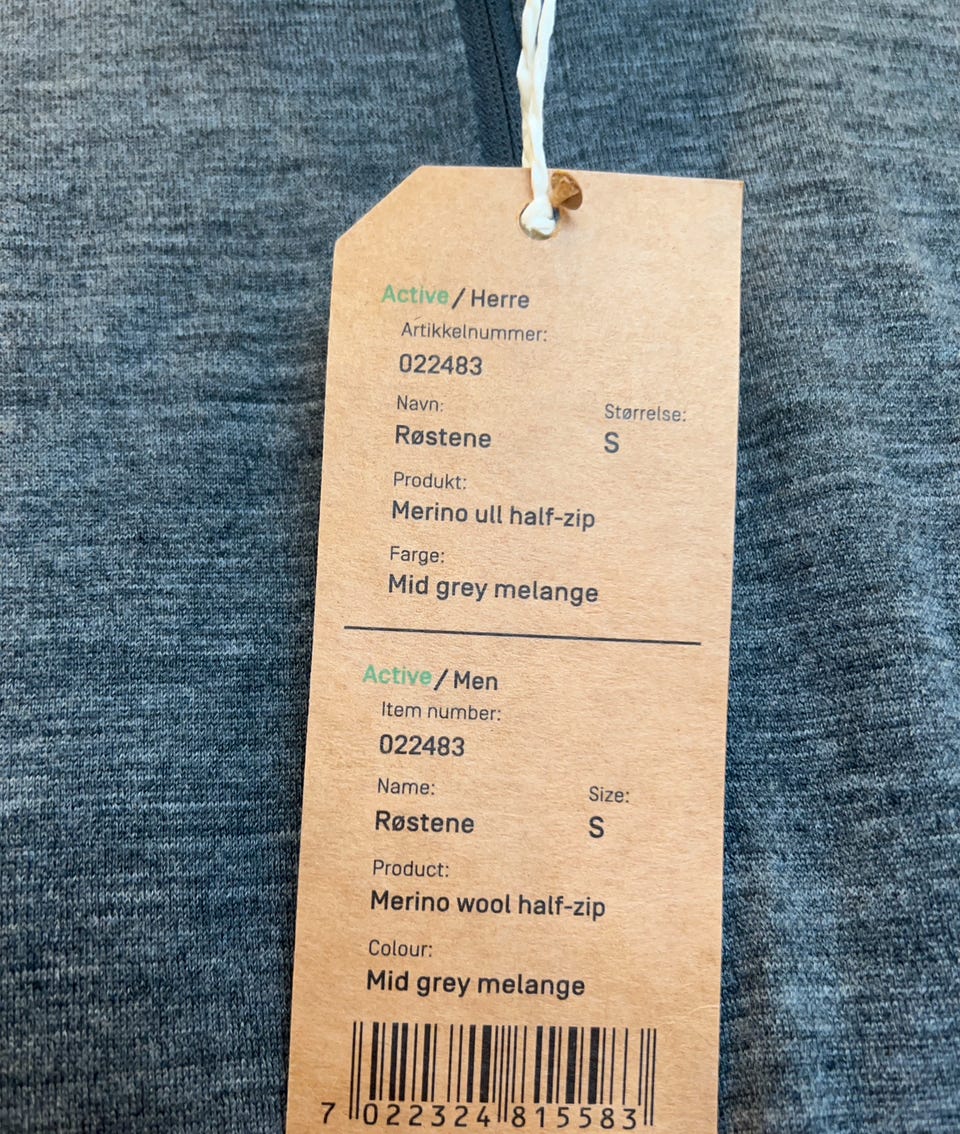 Active / Herre
Artikkelnummer:
022483
Navn: Størrelse:
Røstene S
Produkt:
Merino ull half-zip
Farge:
Mid grey melange
Active / Men
Item number:
022483
Name: Size:
Røstene S
Product:
Merino wool half-zip
Colour:
Mid grey melange
7 022324 815583